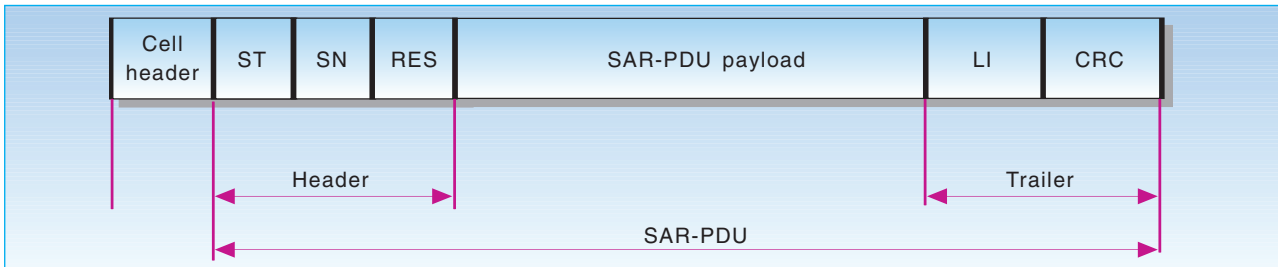 Cell
header
ST
SN
RES
SAR-PDU payload
LI
CRC
Header
Trailer
SAR-PDU